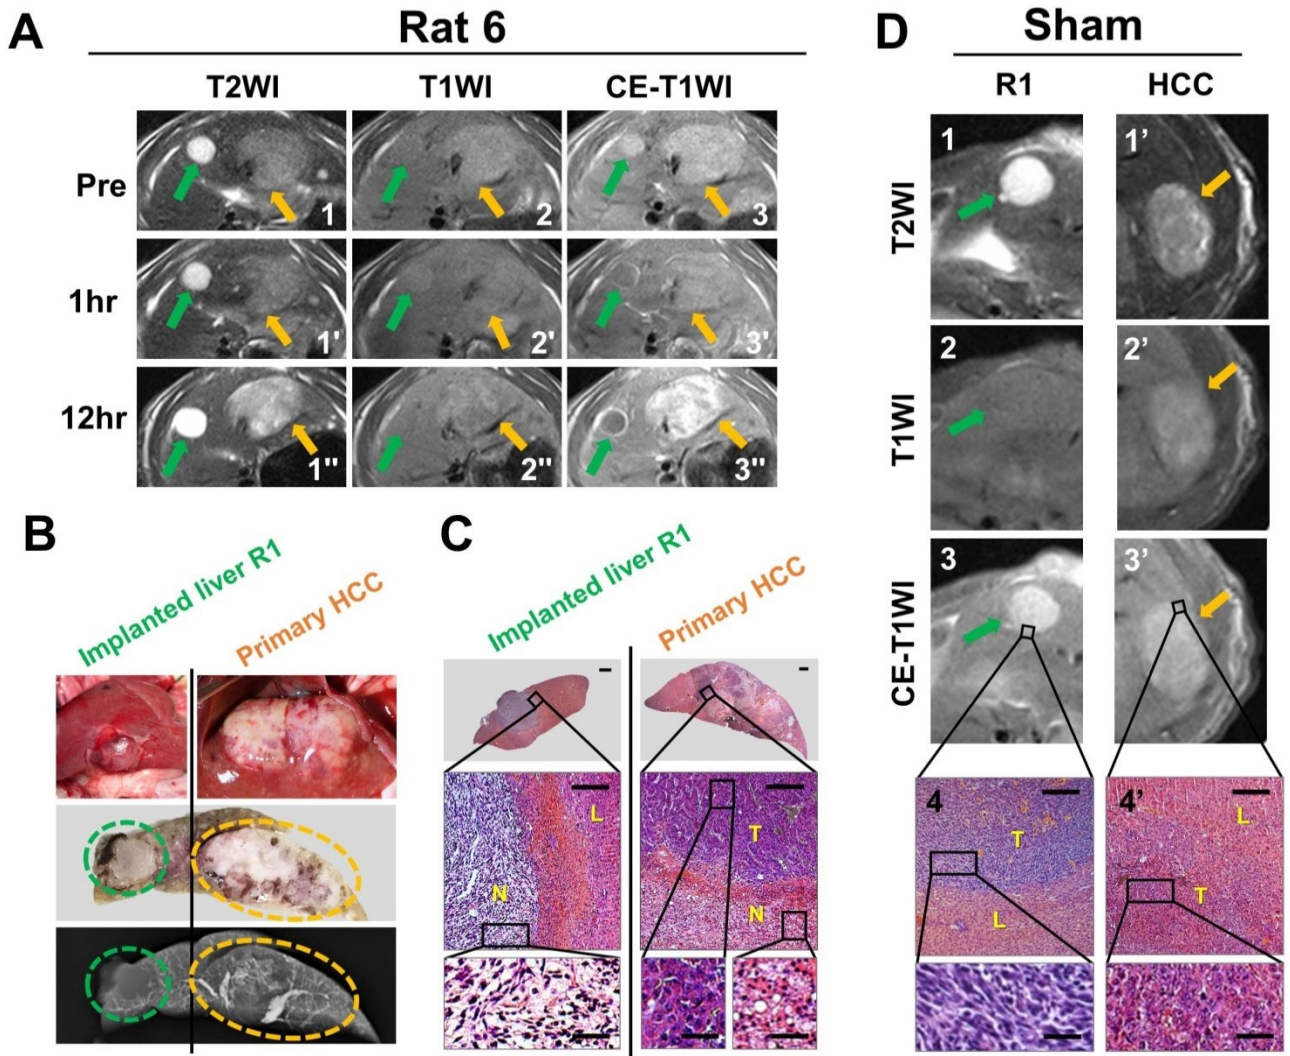 A
Rat 6
T2WI T1WI CE-T1WI
Pre
1 2 3
1hr
1' 2' 3'
12hr
1" 2" 3"
B
Implanted liver R1
Primary HCC
C
Implanted liver R1
Primary HCC
L
N
T
N
D
Sham
R1 HCC
T2WI
1 1’
T1WI
2 2’
CE-T1WI
3 3’
4 4’
T
L
L
T